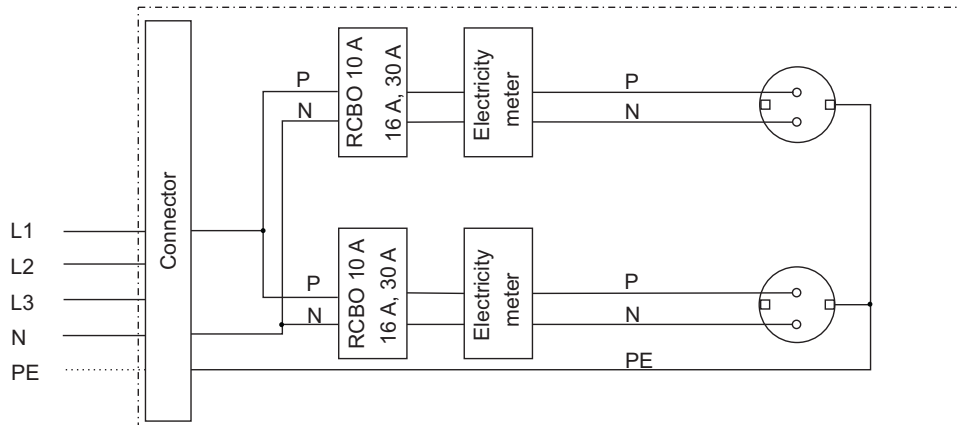 L1
L2
L3
N
PE
Connector
P
N
RCBO 10 A
16 A, 30 A
Electricity
meter
P
N
P
N
RCBO 10 A
16 A, 30 A
Electricity
meter
P
N
PE